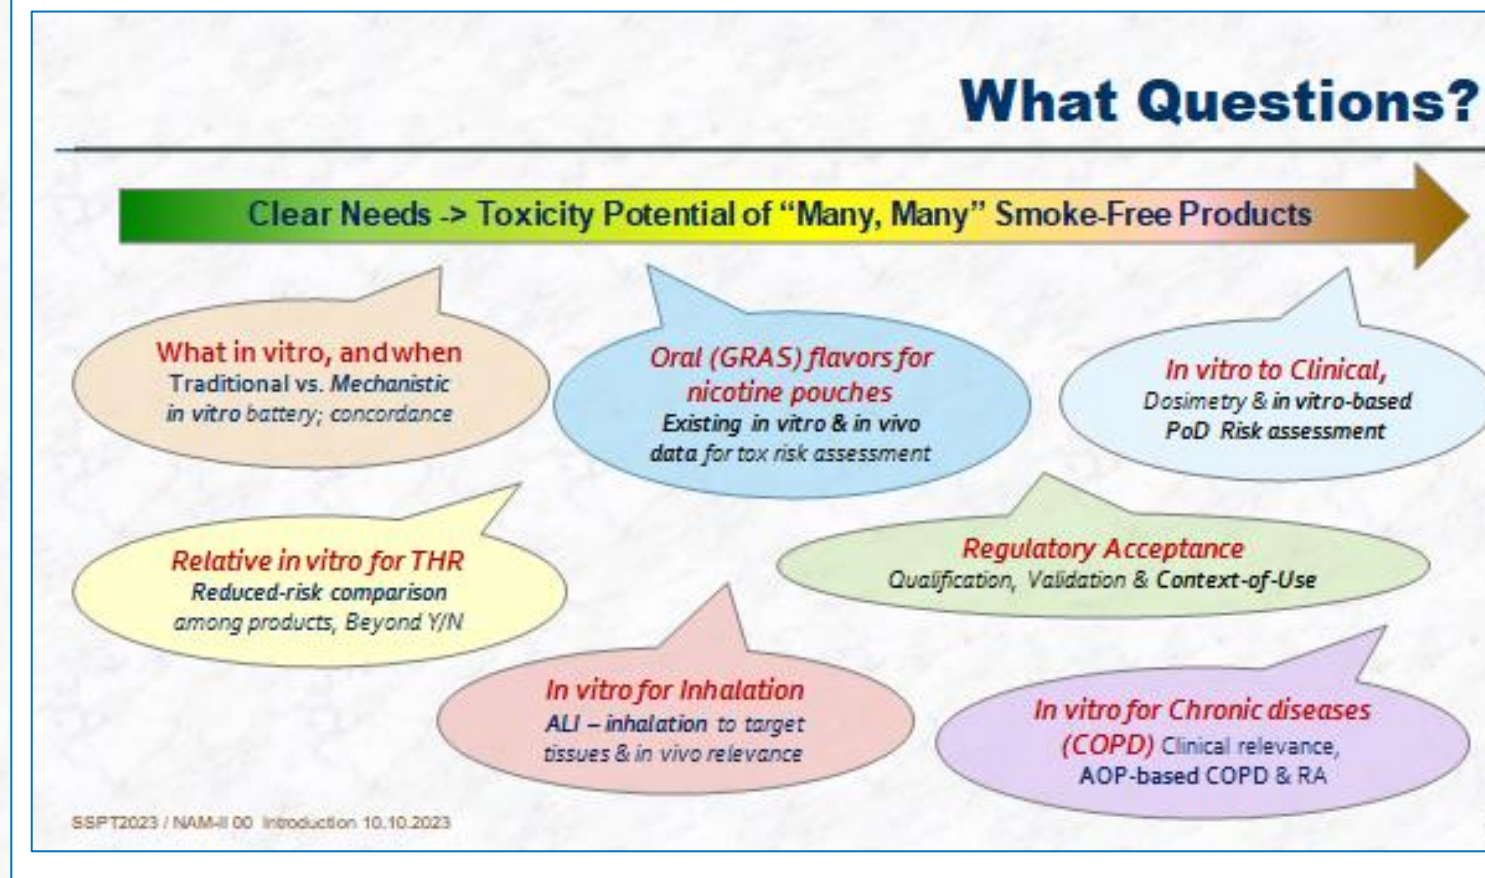 What Questions?
Clear Needs -> Toxicity Potential of “Many, Many” Smoke-Free Products
What in vitro, and when
Traditional vs. Mechanistic
in vitro battery; concordance
Oral (GRAS) flavors for
nicotine pouches
Existing in vitro & in vivo
data for tox risk assessment
In vitro to Clinical,
Dosimetry & in vitro-based
PoD Risk assessment
Relative in vitro for THR
Reduced-risk comparison
among products, Beyond Y/N
Regulatory Acceptance
Qualification, Validation & Context-of-Use
In vitro for Inhalation
ALI – inhalation to target
tissues & in vivo relevance
In vitro for Chronic diseases
(COPD) Clinical relevance,
AOP-based COPD & RA
SSPT2023 / NAM-II 00 Introduction 10.10.2023